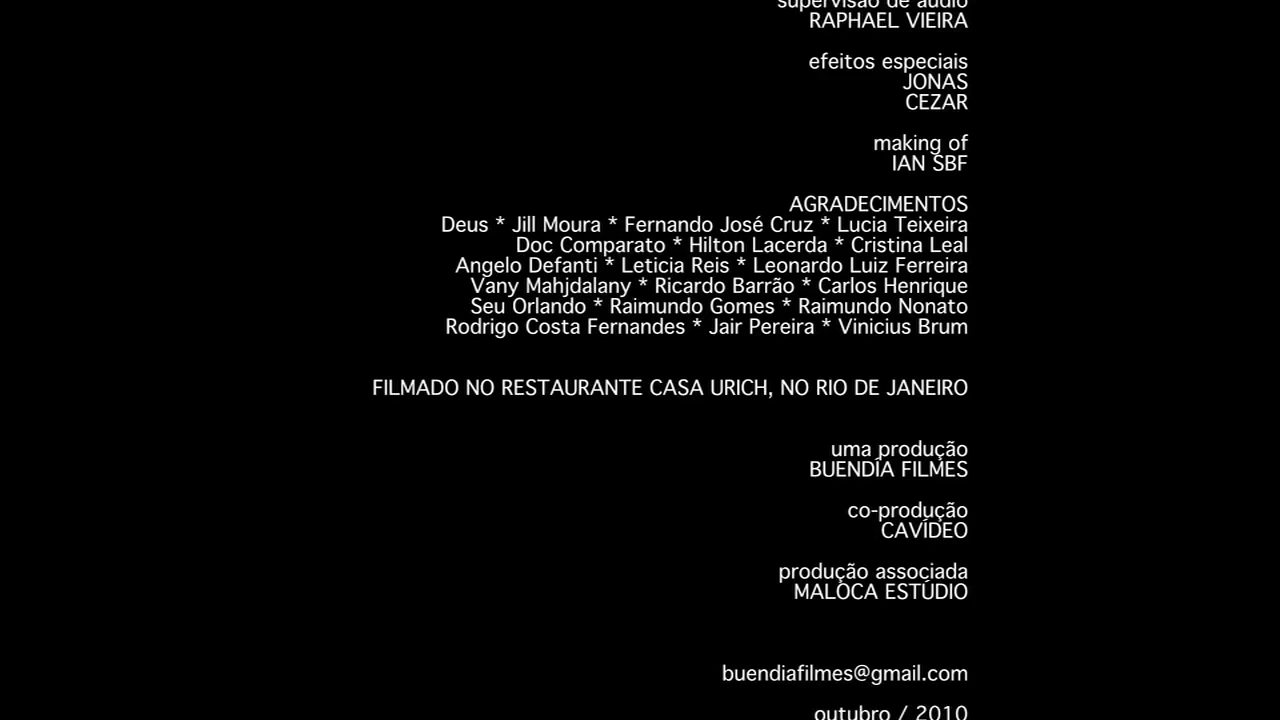 supervisão de áudio
RAPHAEL VIEIRA
efeitos especiais
JONAS
CEZAR
making of
IAN SBF
AGRADECIMENTOS
Deus * Jill Moura * Fernando José Cruz * Lucia Teixeira
Doc Comparato * Hilton Lacerda * Cristina Leal
Angelo Defanti * Leticia Reis * Leonardo Luiz Ferreira
Vany Mahjdalany * Ricardo Barrão * Carlos Henrique
Seu Orlando * Raimundo Gomes * Raimundo Nonato
Rodrigo Costa Fernandes * Jair Pereira * Vinicius Brum
FILMADO NO RESTAURANTE CASA URICH, NO RIO DE JANEIRO
uma produção
BUENDÍA FILMES
co-produção
CAVÍDEO
produção associada
MALOCA ESTÚDIO
buendiafilmes@gmail.com
outubro / 2010